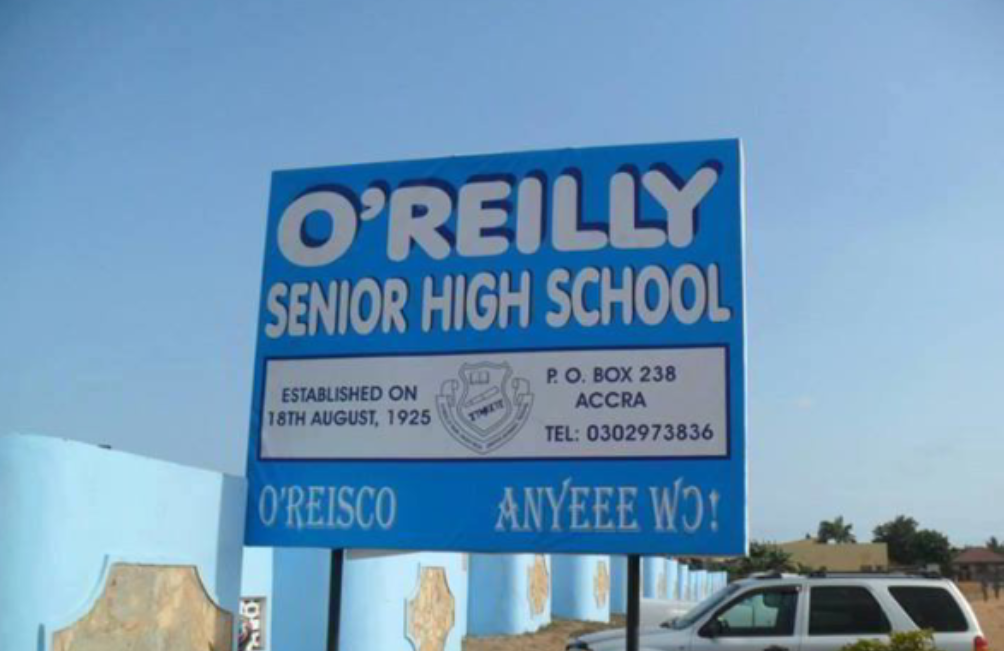 O'REILLY
SENIOR HIGH SCHOOL
ESTABLISHED ON
18TH AUGUST, 1925
P. O. BOX 238
ACCRA
TEL: 0302973836
O'REISCO
ANYEEE WƆ!